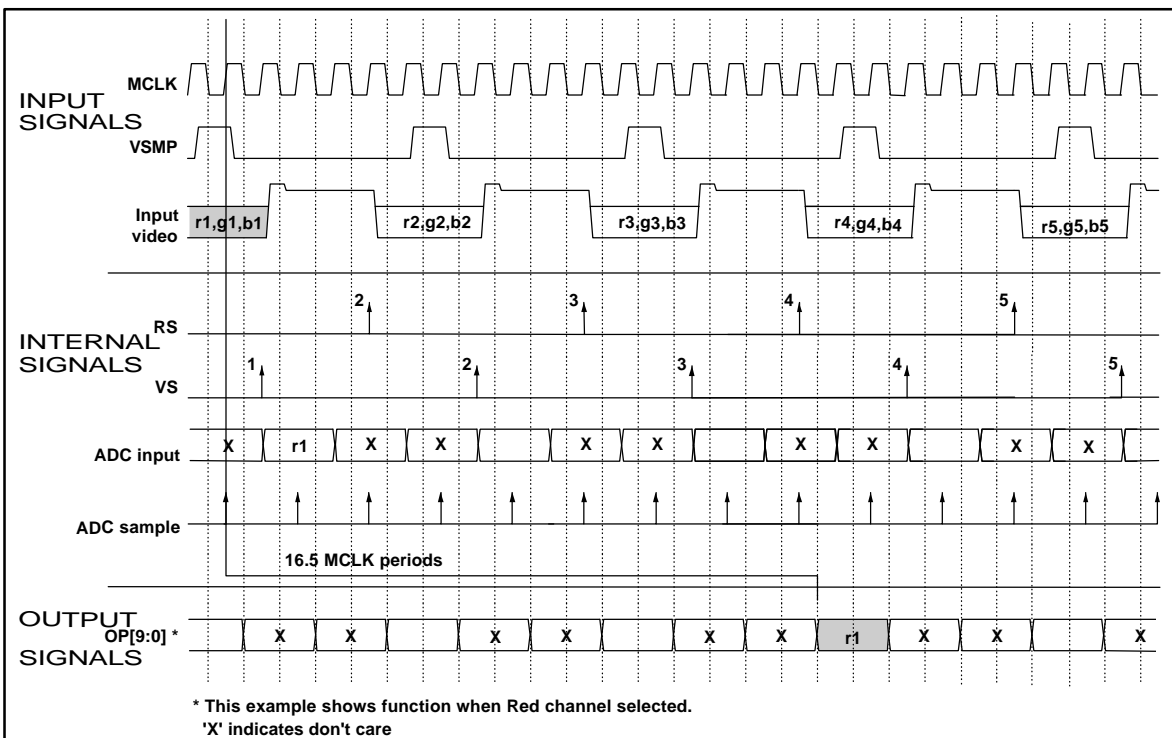 INPUT
SIGNALS
MCLK
VSMP
Input
video
r1,g1,b1
r2,g2,b2
r3,g3,b3
r4,g4,b4
r5,g5,b5
INTERNAL
SIGNALS
RS
2
3
4
5
VS
1
2
3
4
5
ADC input
X r1 X X X X X X X X
ADC sample
16.5 MCLK periods
OUTPUT
SIGNALS
OP[9:0] *
X X X X X X r1 X X X
* This example shows function when Red channel selected.
'X' indicates don't care